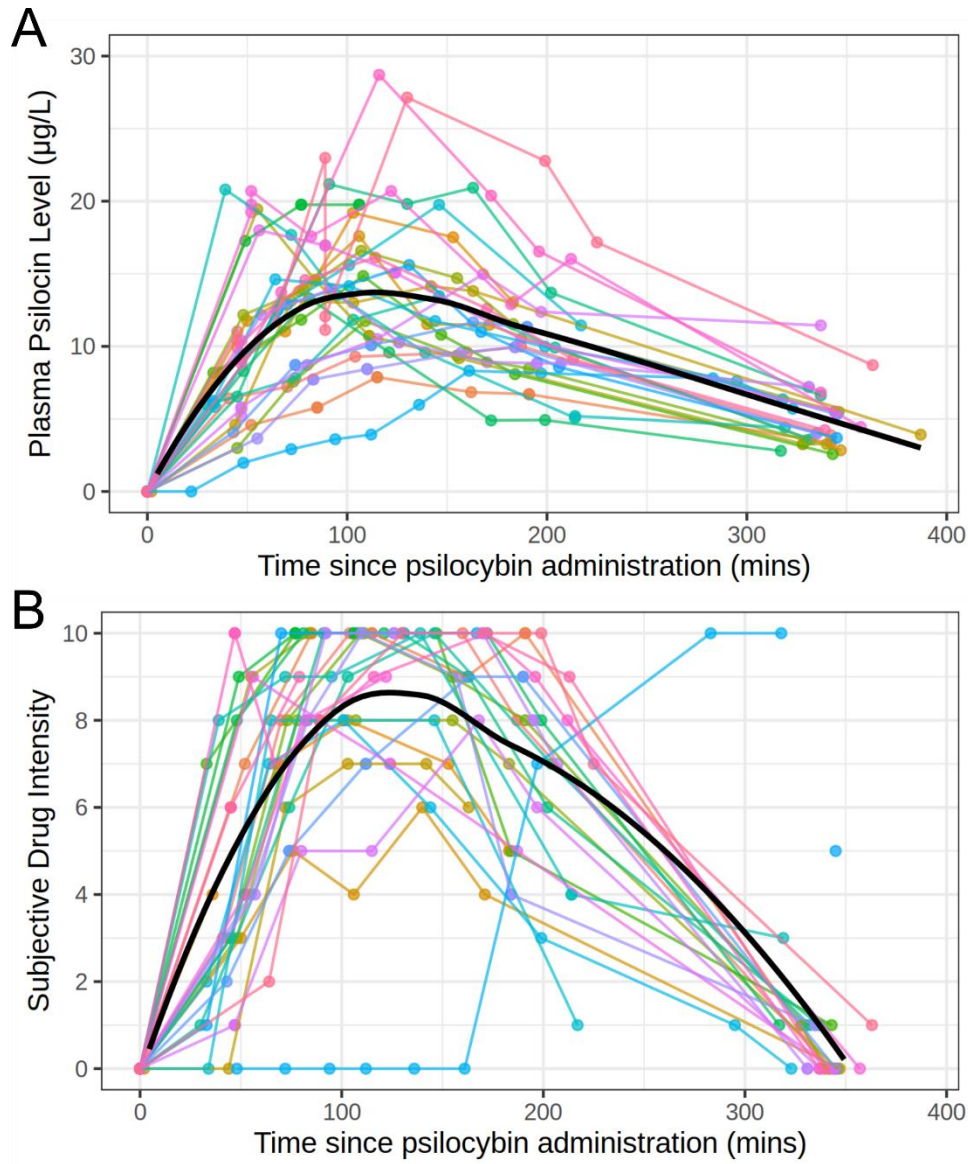 A
Plasma Psilocin Level (µg/L)
30
20
10
0
0 100 200 300 400
Time since psilocybin administration (mins)
B
Subjective Drug Intensity
10
8
6
4
2
0
0 100 200 300 400
Time since psilocybin administration (mins)